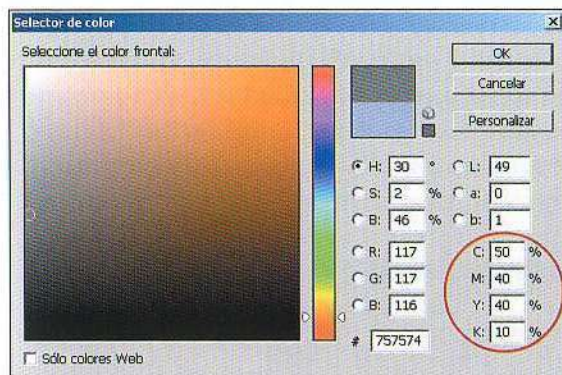 Selector de color
Seleccione el color frontal:
OK
Cancelar
Personalizar
H: 30 °
S: 2 %
B: 46 %
R: 117
G: 117
B: 116
# 757574
L: 49
a: 0
b: 1
C: 50 %
M: 40 %
Y: 40 %
K: 10 %
Sólo colores Web